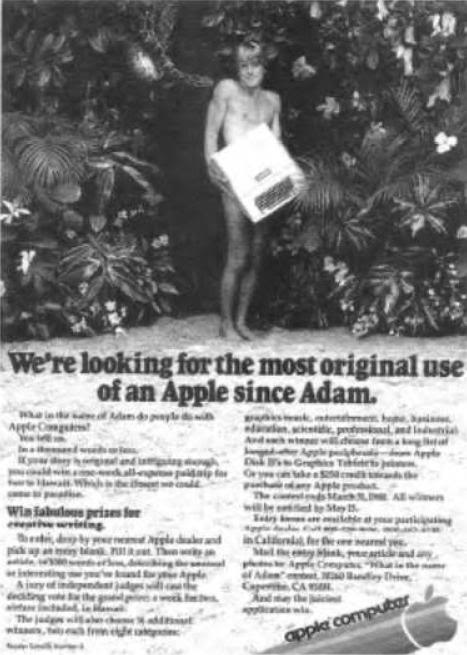 We're looking for the most original use
of an Apple since Adam.
What in the name of Adam do people do with
Apple Computers?
You tell us.
In a thousand words or less.
If your story is original and intriguing enough,
you could win a one-week all-expense paid trip for
two to Hawaii. Which is the closest we could
come to paradise.
Win fabulous prizes for
creative writing.
To enter, drop by your nearest Apple dealer and
pick up an entry blank. Fill it out. Then write an
article, in 1000 words or less, describing the unusual
or interesting use you've found for your Apple.
A jury of independent judges will cast the
deciding vote for the grand prize: a week for two,
airfare included, in Hawaii.
The judges will also choose 16 additional
winners, two each from eight categories:
graphics/music, entertainment, home, business,
education, scientific, professional, and industrial.
And each winner will choose from a long list of
longed-after Apple peripherals—from Apple
Disk II's to Graphics Tablets to printers.
Or you can take a $250 credit towards the
purchase of any Apple product.
The contest ends March 31, 1980. All winners
will be notified by May 15.
Entry forms are available at your participating
Apple dealer. Call
in California), for the one nearest you.
Mail the entry blank, your article and any
photos to: Apple Computer, "What in the name
of Adam" contest, 10260 Bandley Drive,
Cupertino, CA 95014.
And may the juiciest
application win.
apple computer